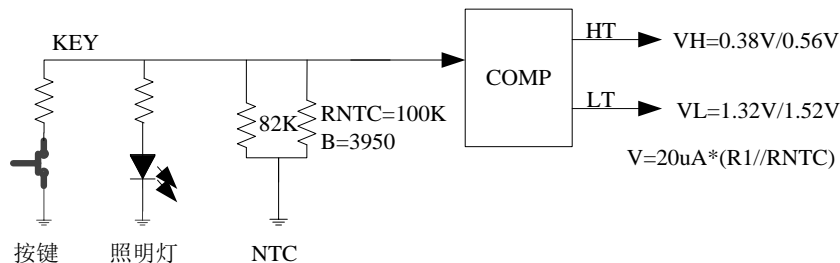 KEY
HT
VH=0.38V/0.56V
COMP
82K
RNTC=100K
B=3950
LT
VL=1.32V/1.52V
V=20uA*(R1//RNTC)
按键
照明灯
NTC